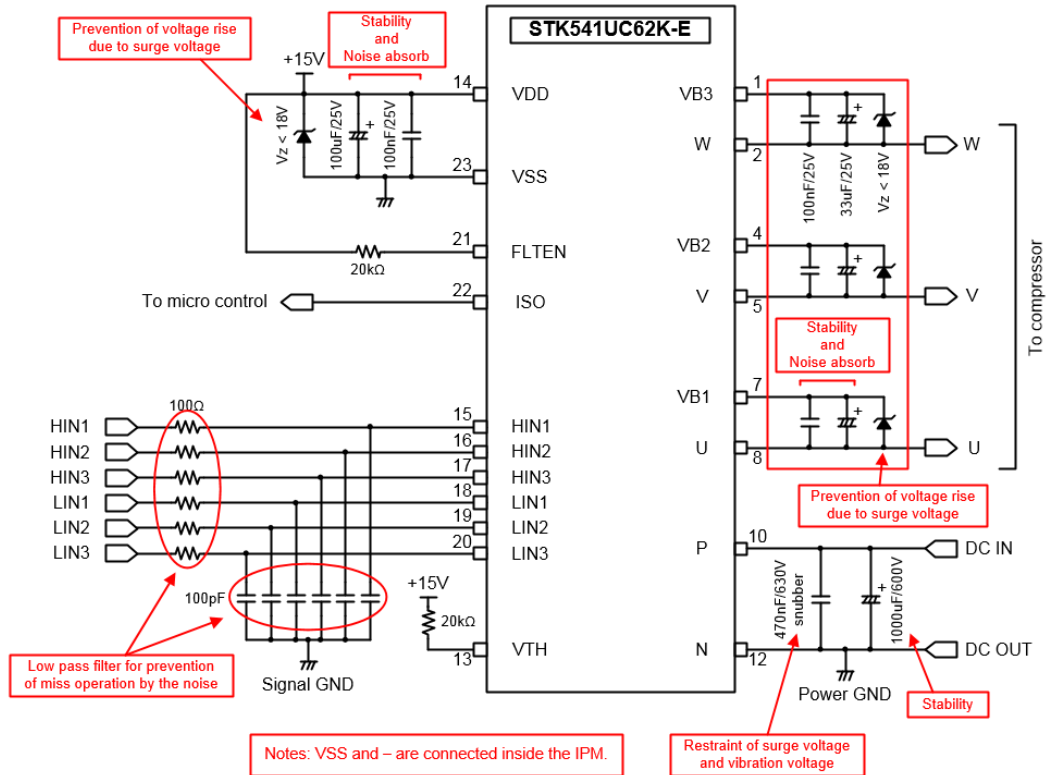 STK541UC62K-E
Prevention of voltage rise
due to surge voltage
Stability
and
Noise absorb
+15V
14
VDD
Vz < 18V
100uF/25V
+
100nF/25V
23
VSS
21
FLTEN
20kΩ
To micro control
22
ISO
100Ω
HIN1
15
HIN1
HIN2
16
HIN2
HIN3
17
HIN3
LIN1
18
LIN1
LIN2
19
LIN2
LIN3
20
LIN3
100pF
+15V
20kΩ
13
VTH
Low pass filter for prevention
of miss operation by the noise
Signal GND
1
VB3
+
W
2
W
100nF/25V
33uF/25V
Vz < 18V
4
VB2
+
V
5
V
To compressor
Stability
and
Noise absorb
7
VB1
+
U
8
U
Prevention of voltage rise
due to surge voltage
P
10
DC IN
470nF/630V
snubber
+
1000uF/600V
N
12
DC OUT
Power GND
Stability
Restraint of surge voltage
and vibration voltage
Notes: VSS and – are connected inside the IPM.